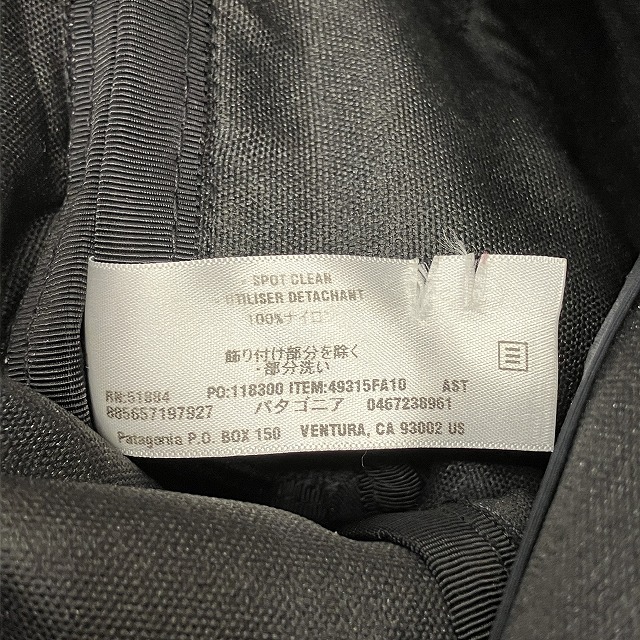 SPOT CLEAN
UTILISER DETACHANT
100%ナイロン
飾り付け部分を除く
・部分洗い
RN:51884 PO:118300 ITEM:49315FA10 AST
885657197927 パタゴニア 0467238961
Patagonia P.O. BOX 150 VENTURA, CA 93002 US